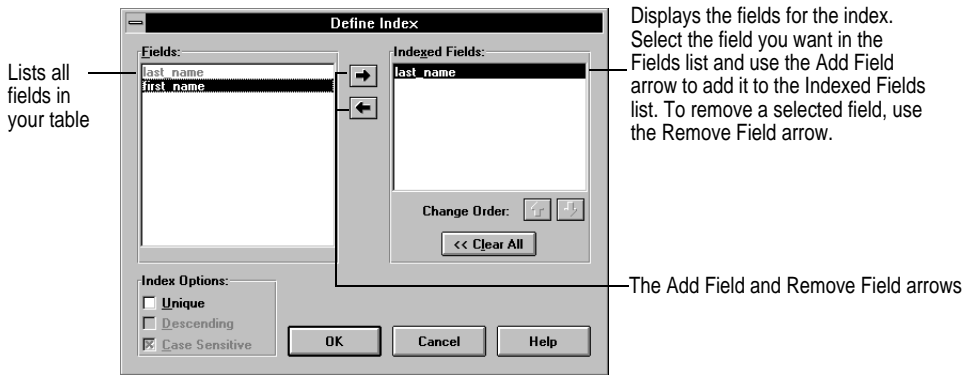 Define Index
Fields:
last_name
first_name
Indexed Fields:
last_name
Change Order:
<< Clear All
Index Options:
Unique
Descending
Case Sensitive
OK
Cancel
Help
Lists all
fields in
your table
Displays the fields for the index.
Select the field you want in the
Fields list and use the Add Field
arrow to add it to the Indexed Fields
list. To remove a selected field, use
the Remove Field arrow.
The Add Field and Remove Field arrows